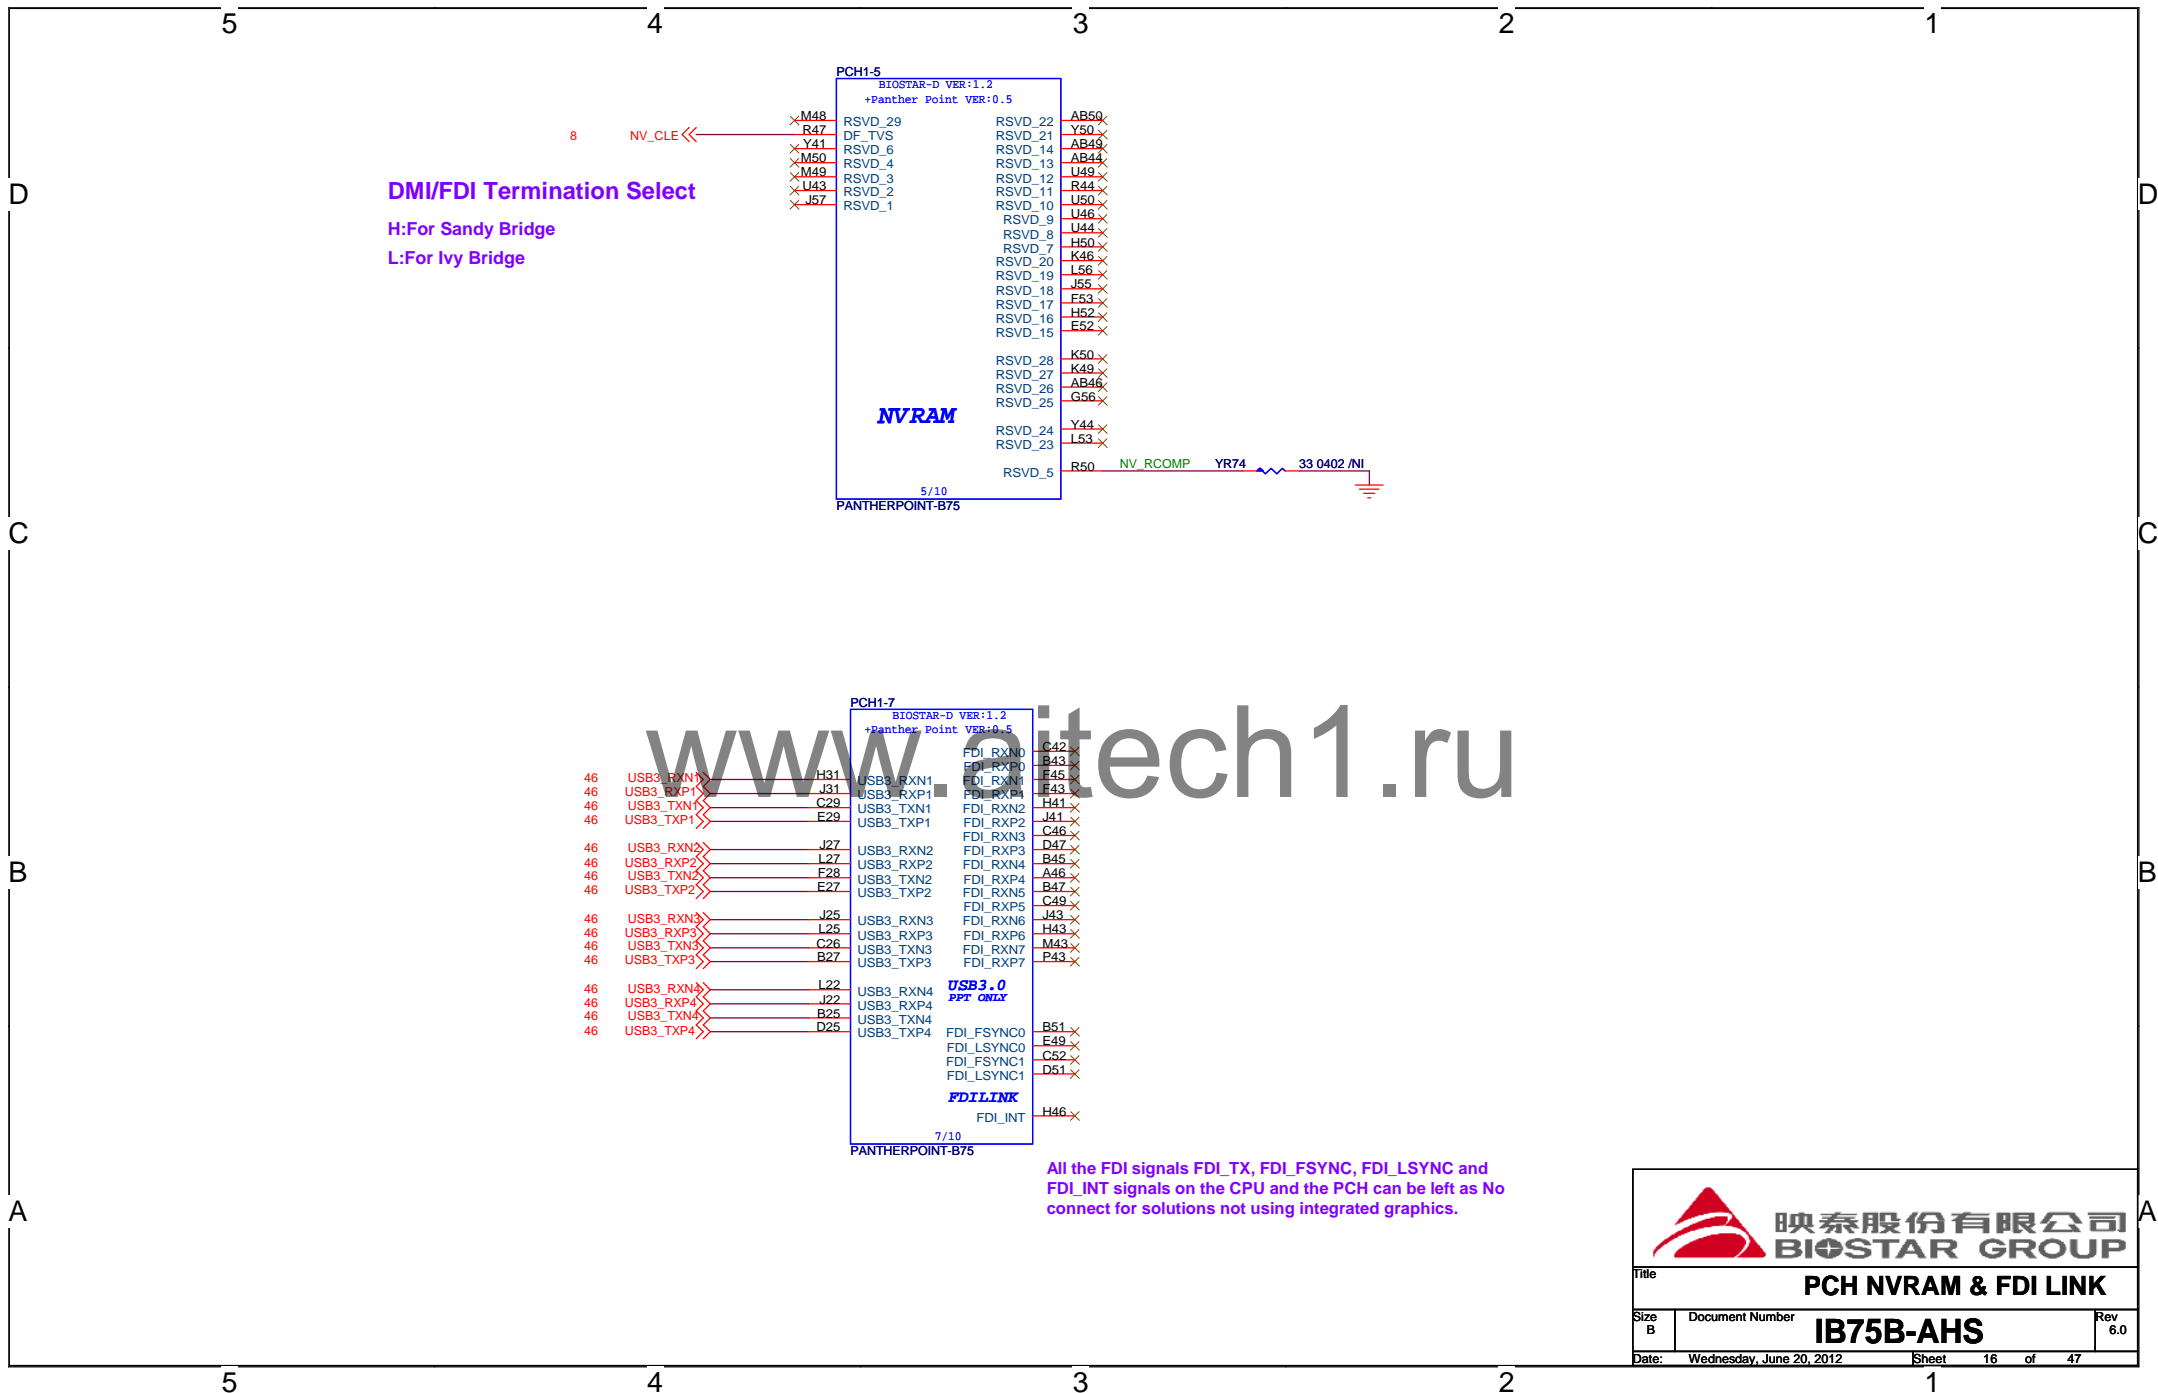 5 4 3 2 1
PCH1-5
BIOSTAR-D VER:1.2
+Panther Point VER:0.5
M48 RSVD_29 RSVD_22 AB50
8 NV_CLE R47 DF_TVS RSVD_21 Y50
Y41 RSVD_6 RSVD_14 AB49
M50 RSVD_4 RSVD_13 AB44
M49 RSVD_3 RSVD_12 U49
U43 RSVD_2 RSVD_11 R44
J57 RSVD_1 RSVD_10 U50
RSVD_9 U46
RSVD_8 U44
RSVD_7 H50
RSVD_20 K46
RSVD_19 L56
RSVD_18 J55
RSVD_17 F53
RSVD_16 H52
RSVD_15 E52
RSVD_28 K50
RSVD_27 K49
RSVD_26 AB46
RSVD_25 G56
NVRAM
RSVD_24 Y44
RSVD_23 L53
RSVD_5 R50 NV_RCOMP YR74 33 0402 /NI
5/10
PANTHERPOINT-B75
D D
DMI/FDI Termination Select
H:For Sandy Bridge
L:For Ivy Bridge
C C
www.aitech1.ru
PCH1-7
BIOSTAR-D VER:1.2
+Panther Point VER:0.5
FDI_RXN0 C42
FDI_RXP0 B43
46 USB3_RXN1 H31 USB3_RXN1 FDI_RXN1 F45
46 USB3_RXP1 J31 USB3_RXP1 FDI_RXP1 F43
46 USB3_TXN1 C29 USB3_TXN1 FDI_RXN2 H41
46 USB3_TXP1 E29 USB3_TXP1 FDI_RXP2 J41
FDI_RXN3 C46
46 USB3_RXN2 J27 USB3_RXN2 FDI_RXP3 D47
46 USB3_RXP2 L27 USB3_RXP2 FDI_RXN4 B45
46 USB3_TXN2 F28 USB3_TXN2 FDI_RXP4 A46
46 USB3_TXP2 E27 USB3_TXP2 FDI_RXN5 B47
FDI_RXP5 C49
46 USB3_RXN3 J25 USB3_RXN3 FDI_RXN6 J43
46 USB3_RXP3 L25 USB3_RXP3 FDI_RXP6 H43
46 USB3_TXN3 C26 USB3_TXN3 FDI_RXN7 M43
46 USB3_TXP3 B27 USB3_TXP3 FDI_RXP7 P43
USB3.0
PPT ONLY
46 USB3_RXN4 L22 USB3_RXN4
46 USB3_RXP4 J22 USB3_RXP4
46 USB3_TXN4 B25 USB3_TXN4
46 USB3_TXP4 D25 USB3_TXP4 FDI_FSYNC0 B51
FDI_LSYNC0 E49
FDI_FSYNC1 C52
FDI_LSYNC1 D51
FDILINK
FDI_INT H46
7/10
PANTHERPOINT-B75
B B
All the FDI signals FDI_TX, FDI_FSYNC, FDI_LSYNC and
FDI_INT signals on the CPU and the PCH can be left as No
connect for solutions not using integrated graphics.
A A
映泰股份有限公司
BIOSTAR GROUP
Title
PCH NVRAM & FDI LINK
Size Document Number Rev
B IB75B-AHS 6.0
Date: Wednesday, June 20, 2012 Sheet 16 of 47
5 4 3 2 1